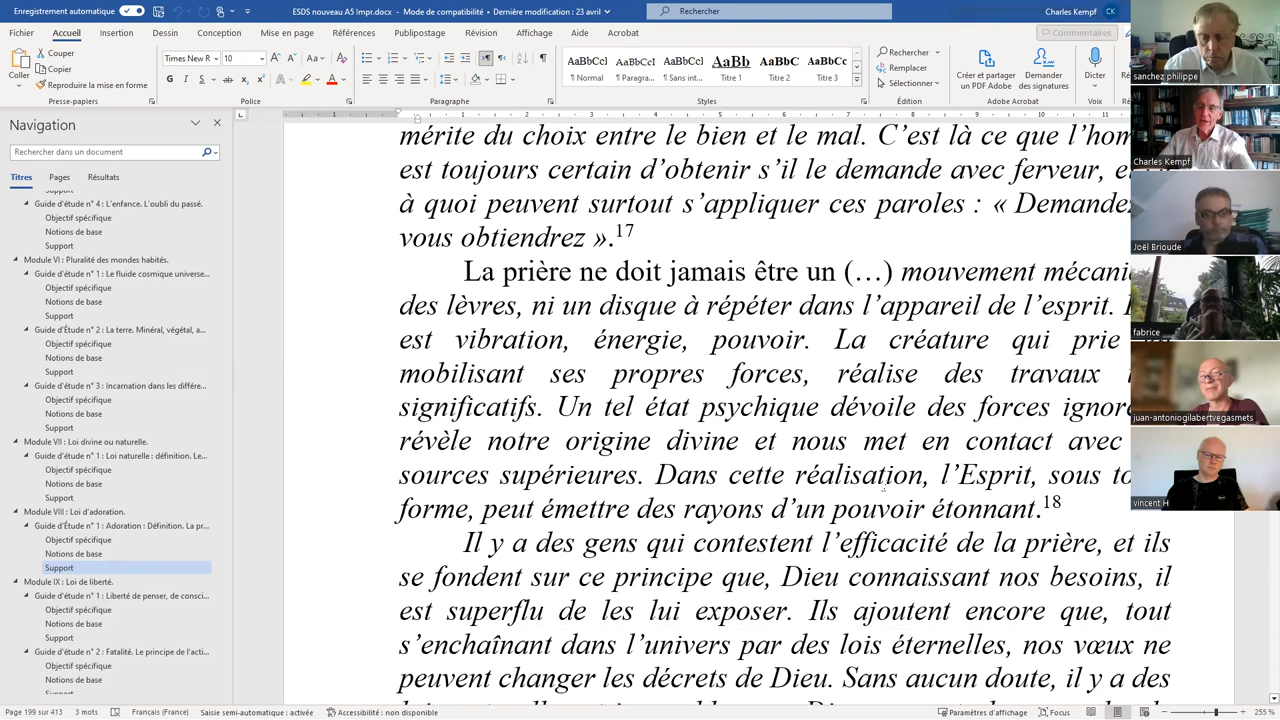 Enregistrement automatique
ESDS nouveau A5 Impr.docx - Mode de compatibilité • Dernière modification : 23 avril
Rechercher
Charles Kempf
CK
Fichier
Accueil
Insertion
Dessin
Conception
Mise en page
Références
Publipostage
Révision
Affichage
Aide
Acrobat
Commentaires
Coller
Couper
Copier
Reproduire la mise en forme
Presse-papiers
Times New R
10
Police
Paragraphe
AaBbCcl
¶ Normal
AaBbCcl
¶ Paragra...
AaBbCcl
¶ Sans int...
AaBb
Titre 1
AaBbC
Titre 2
AaBbCc
Titre 3
Styles
Rechercher
Remplacer
Sélectionner
Édition
Créer et partager
un PDF Adobe
Demander
des signatures
Adobe Acrobat
Dicter
Voix
Navigation
Rechercher dans un document
Titres
Pages
Résultats
Support
Guide d'étude n° 4 : L'enfance. L'oubli du passé.
Objectif spécifique
Notions de base
Support
Module VI : Pluralité des mondes habités.
Guide d'étude n° 1 : Le fluide cosmique universe...
Objectif spécifique
Notions de base
Support
Guide d'Étude n° 2 : La terre. Minéral, végétal, a...
Objectif spécifique
Notions de base
Support
Guide d'étude n° 3 : Incarnation dans les différe...
Objectif spécifique
Notions de base
Support
Module VII : Loi divine ou naturelle.
Guide d'étude n° 1 : Loi naturelle : définition. Le...
Objectif spécifique
Notions de base
Support
Module VIII : Loi d'adoration.
Guide d'Étude n° 1 : Adoration : Définition. La pr...
Objectif spécifique
Notions de base
Support
Module IX : Loi de liberté.
Guide d'étude n° 1 : Liberté de penser, de consci...
Objectif spécifique
Notions de base
Support
Guide d'étude n° 2 : Fatalité. Le principe de l'acti...
Objectif spécifique
Notions de base
Support
mérite du choix entre le bien et le mal. C'est là ce que l'hom
est toujours certain d'obtenir s'il le demande avec ferveur, e
à quoi peuvent surtout s'appliquer ces paroles : « Demandez
vous obtiendrez ».17
La prière ne doit jamais être un (…) mouvement mécani
des lèvres, ni un disque à répéter dans l'appareil de l'esprit.
est vibration, énergie, pouvoir. La créature qui prie
mobilisant ses propres forces, réalise des travaux
significatifs. Un tel état psychique dévoile des forces ignoré
révèle notre origine divine et nous met en contact avec
sources supérieures. Dans cette réalisation, l'Esprit, sous to
forme, peut émettre des rayons d'un pouvoir étonnant.18
Il y a des gens qui contestent l'efficacité de la prière, et ils
se fondent sur ce principe que, Dieu connaissant nos besoins, il
est superflu de les lui exposer. Ils ajoutent encore que, tout
s'enchaînant dans l'univers par des lois éternelles, nos vœux ne
peuvent changer les décrets de Dieu. Sans aucun doute, il y a des
sanchez philippe
Charles Kempf
Joël Brioude
fabrice
juan-antoniogilabertvegasmets
vincent H
Page 199 sur 413
3 mots
Français (France)
Saisie semi-automatique : activée
Accessibilité : non disponible
Paramètres d'affichage
Focus
255 %